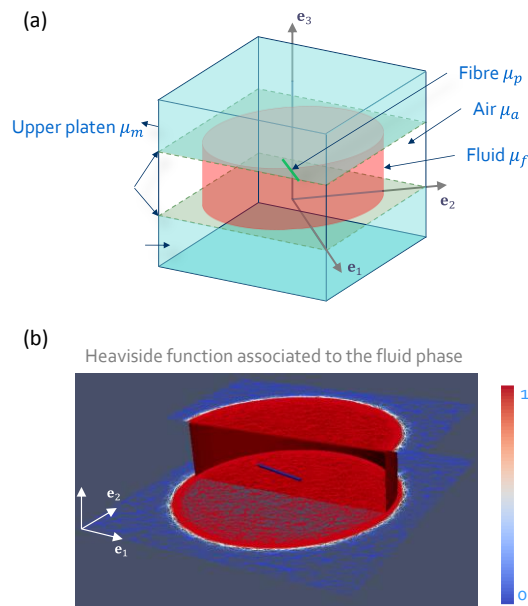 (a)
e₃
Fibre μₚ
Air μₐ
Upper platen μₘ
Fluid μ_f
e₂
e₁
(b)
Heaviside function associated to the fluid phase
1
e₂
e₁
0